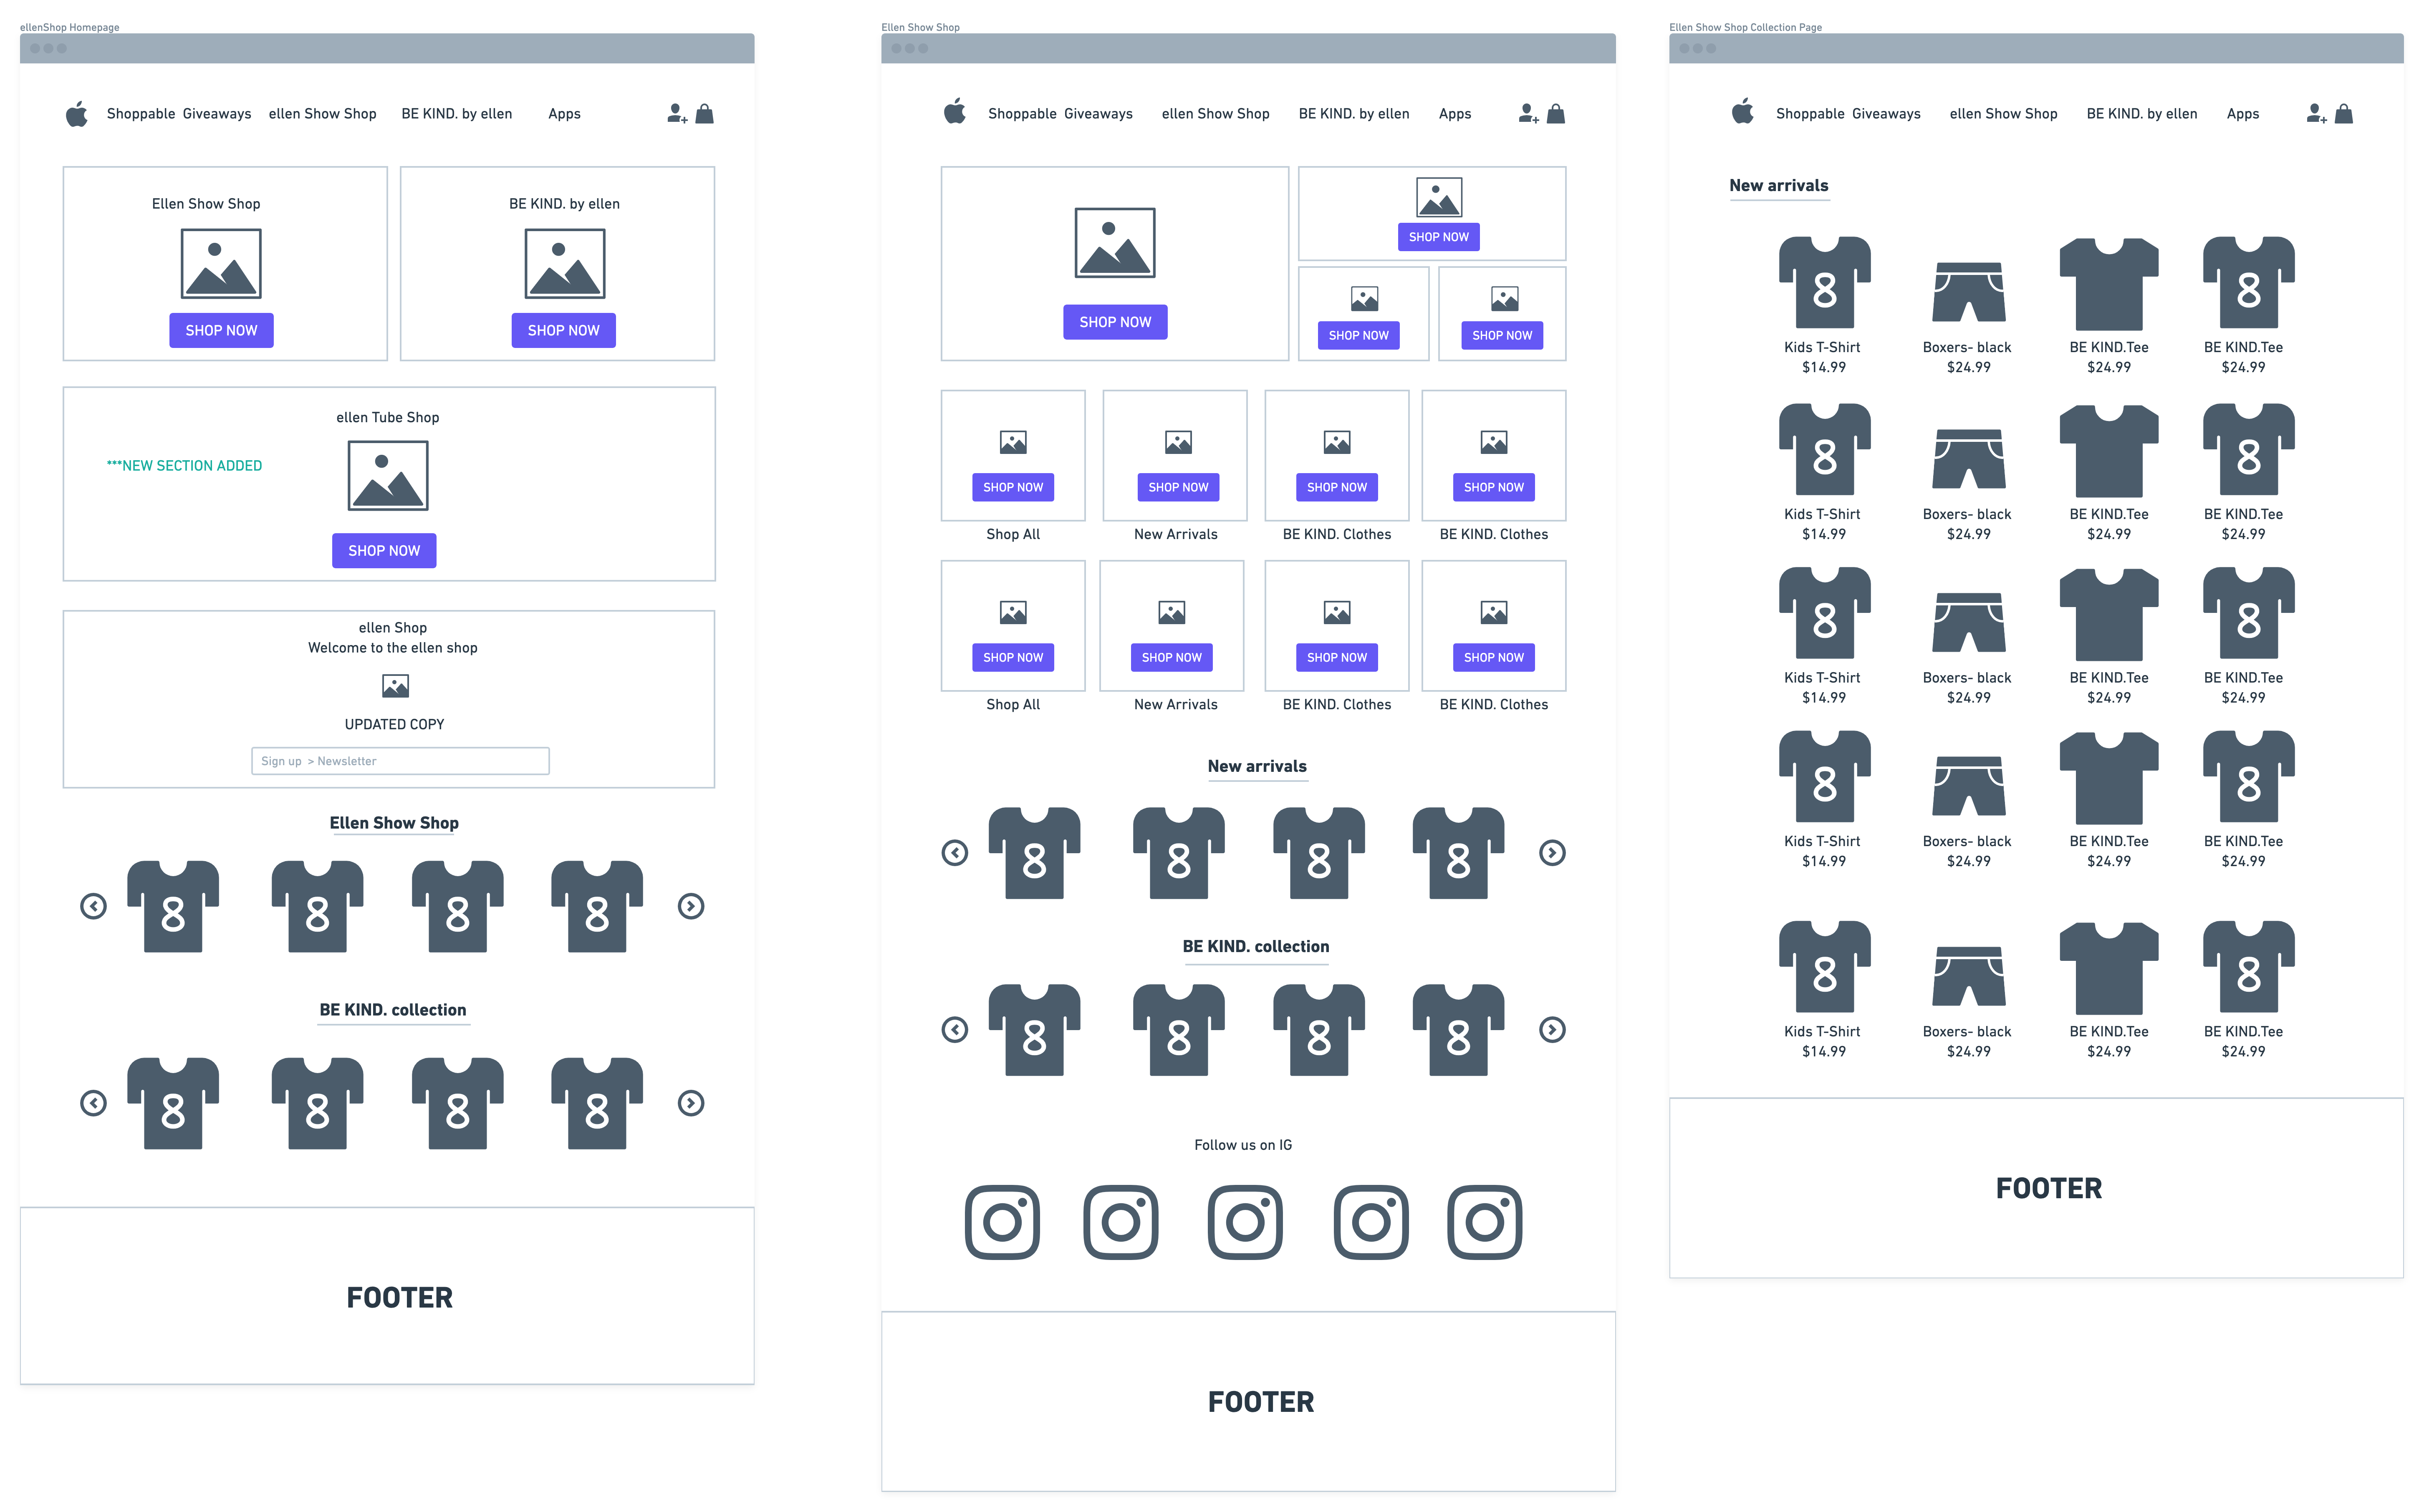 ellenShop Homepage
Shoppable Giveaways ellen Show Shop BE KIND. by ellen Apps
Ellen Show Shop
SHOP NOW
BE KIND. by ellen
SHOP NOW
ellen Tube Shop
***NEW SECTION ADDED
SHOP NOW
ellen Shop
Welcome to the ellen shop
UPDATED COPY
Sign up > Newsletter
Ellen Show Shop
8 8 8 8
BE KIND. collection
8 8 8 8
FOOTER
Ellen Show Shop
Shoppable Giveaways ellen Show Shop BE KIND. by ellen Apps
SHOP NOW
SHOP NOW
SHOP NOW SHOP NOW
SHOP NOW SHOP NOW SHOP NOW SHOP NOW
Shop All New Arrivals BE KIND. Clothes BE KIND. Clothes
SHOP NOW SHOP NOW SHOP NOW SHOP NOW
Shop All New Arrivals BE KIND. Clothes BE KIND. Clothes
New arrivals
8 8 8 8
BE KIND. collection
8 8 8 8
Follow us on IG
FOOTER
Ellen Show Shop Collection Page
Shoppable Giveaways ellen Show Shop BE KIND. by ellen Apps
New arrivals
8 8
Kids T-Shirt Boxers- black BE KIND.Tee BE KIND.Tee
$14.99 $24.99 $24.99 $24.99
8 8
Kids T-Shirt Boxers- black BE KIND.Tee BE KIND.Tee
$14.99 $24.99 $24.99 $24.99
8 8
Kids T-Shirt Boxers- black BE KIND.Tee BE KIND.Tee
$14.99 $24.99 $24.99 $24.99
8 8
Kids T-Shirt Boxers- black BE KIND.Tee BE KIND.Tee
$14.99 $24.99 $24.99 $24.99
8 8
Kids T-Shirt Boxers- black BE KIND.Tee BE KIND.Tee
$14.99 $24.99 $24.99 $24.99
FOOTER